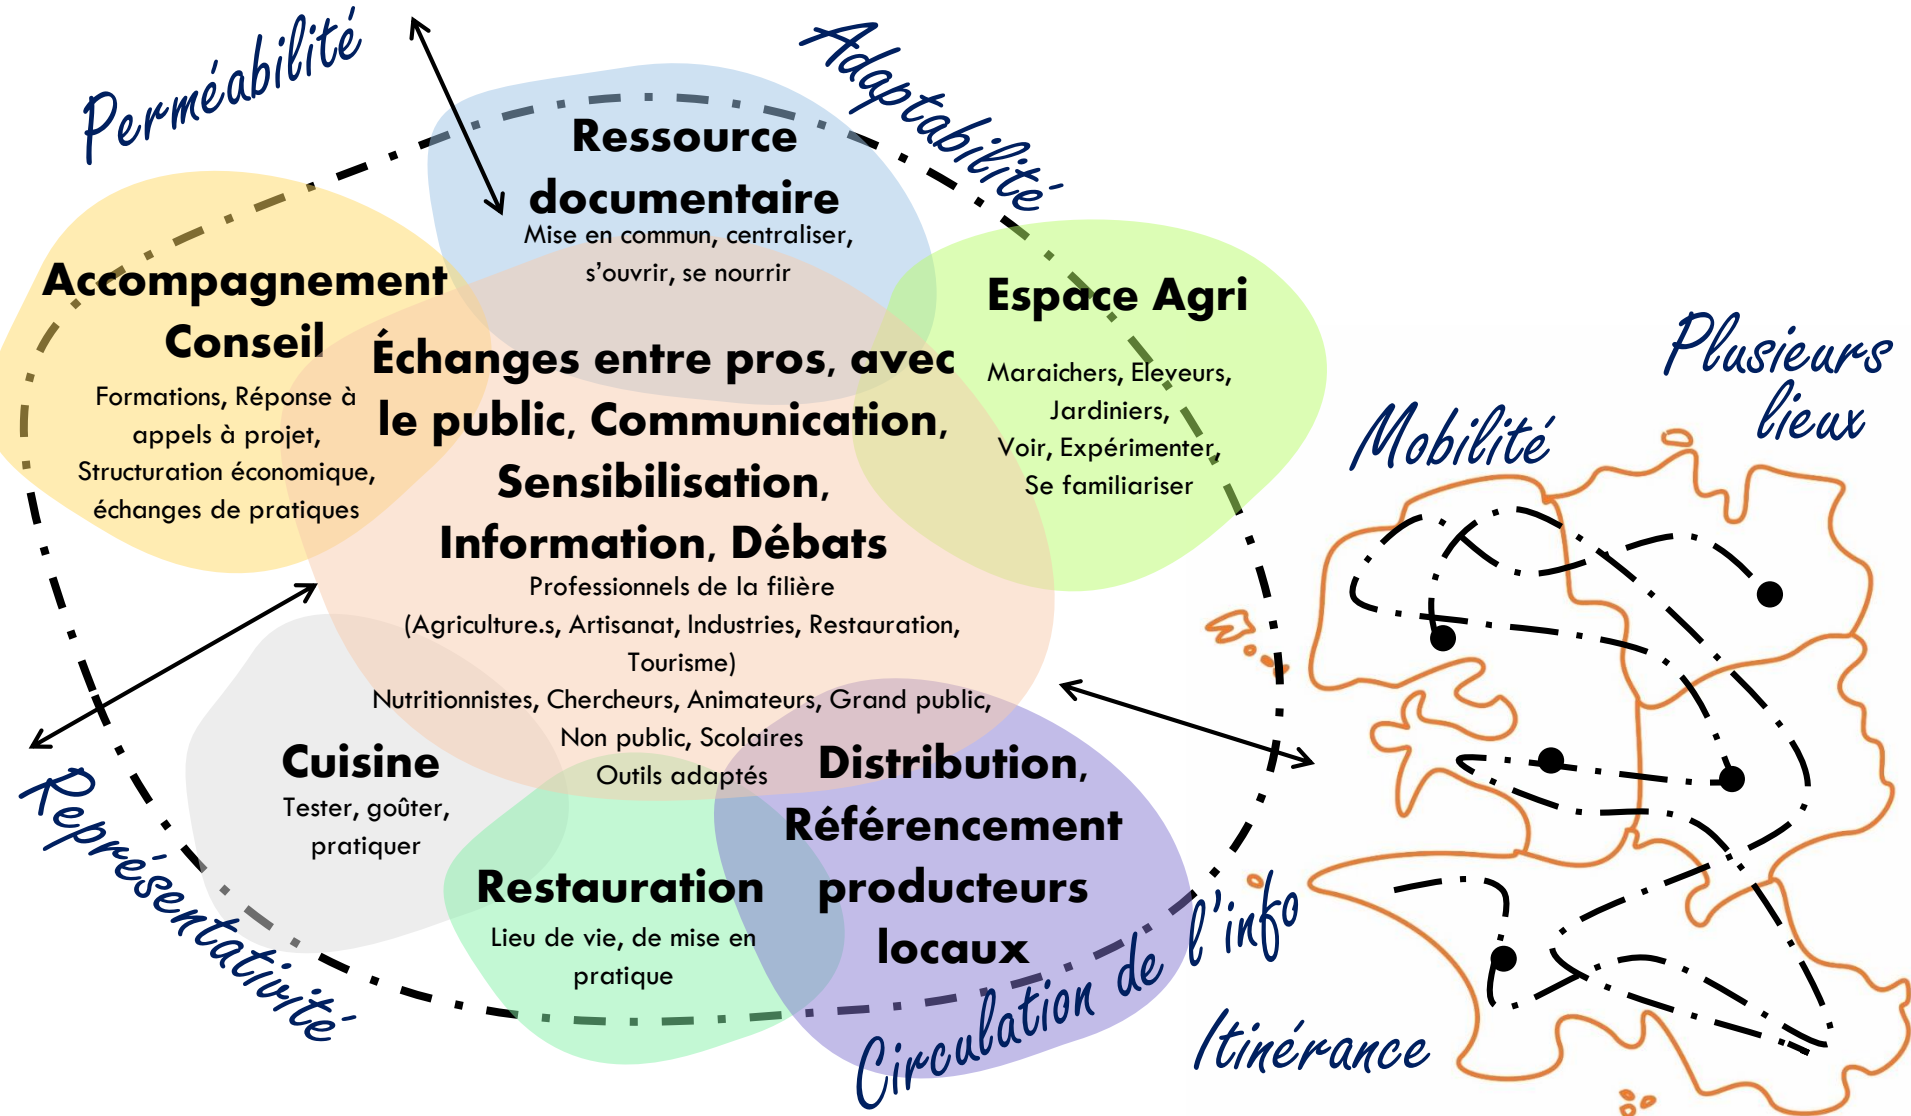 Perméabilité
Adaptabilité
Ressource
documentaire
Mise en commun, centraliser,
s'ouvrir, se nourrir
Accompagnement
Conseil
Formations, Réponse à
appels à projet,
Structuration économique,
échanges de pratiques
Espace Agri
Maraichers, Eleveurs,
Jardiniers,
Voir, Expérimenter,
Se familiariser
Échanges entre pros, avec
le public, Communication,
Sensibilisation,
Information, Débats
Professionnels de la filière
(Agriculture.s, Artisanat, Industries, Restauration,
Tourisme)
Nutritionnistes, Chercheurs, Animateurs, Grand public,
Non public, Scolaires
Outils adaptés
Cuisine
Tester, goûter,
pratiquer
Restauration
Lieu de vie, de mise en
pratique
Distribution,
Référencement
producteurs
locaux
Représentativité
Circulation de l'info
Plusieurs
lieux
Mobilité
Itinérance